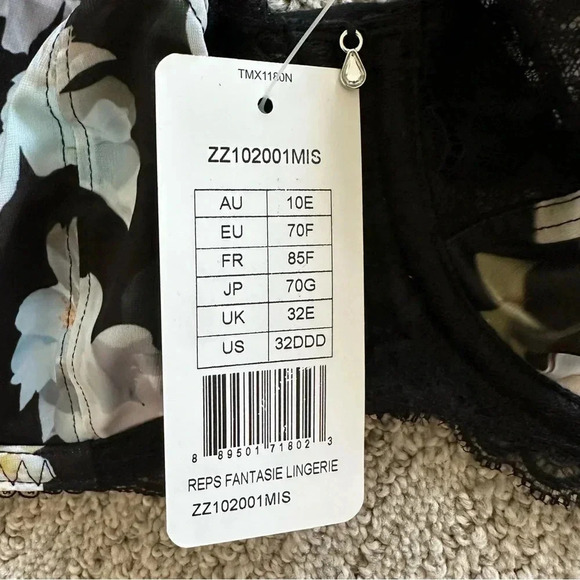 TMX1180N
ZZ102001MIS
AU 10E
EU 70F
FR 85F
JP 70G
UK 32E
US 32DDD
8 89501 71802 3
REPS FANTASIE LINGERIE
ZZ102001MIS